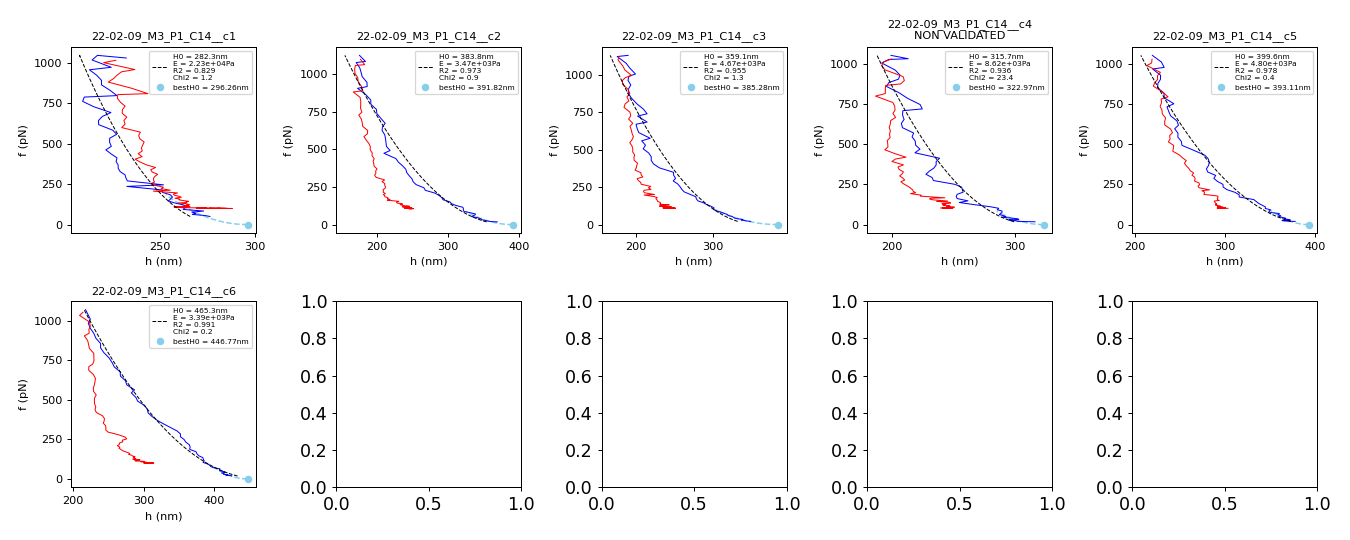 22-02-09_M3_P1_C14__c1
H0 = 282.3nm
E = 2.23e+04Pa
R2 = 0.829
Chi2 = 1.2
bestH0 = 296.26nm
1000
750
500
250
0
f (pN)
250
300
h (nm)
22-02-09_M3_P1_C14__c2
H0 = 383.8nm
E = 3.47e+03Pa
R2 = 0.973
Chi2 = 0.9
bestH0 = 391.82nm
1000
750
500
250
0
f (pN)
200
300
400
h (nm)
22-02-09_M3_P1_C14__c3
H0 = 359.1nm
E = 4.67e+03Pa
R2 = 0.955
Chi2 = 1.3
bestH0 = 385.28nm
1000
750
500
250
0
f (pN)
200
300
h (nm)
22-02-09_M3_P1_C14__c4
NON VALIDATED
H0 = 315.7nm
E = 8.62e+03Pa
R2 = 0.936
Chi2 = 23.4
bestH0 = 322.97nm
1000
750
500
250
0
f (pN)
200
300
h (nm)
22-02-09_M3_P1_C14__c5
H0 = 399.6nm
E = 4.80e+03Pa
R2 = 0.978
Chi2 = 0.4
bestH0 = 393.11nm
1000
750
500
250
0
f (pN)
200
300
400
h (nm)
22-02-09_M3_P1_C14__c6
H0 = 465.3nm
E = 3.39e+03Pa
R2 = 0.991
Chi2 = 0.2
bestH0 = 446.77nm
1000
750
500
250
0
f (pN)
200
300
400
h (nm)
1.0
0.8
0.6
0.4
0.2
0.0
0.0
0.5
1.0
1.0
0.8
0.6
0.4
0.2
0.0
0.0
0.5
1.0
1.0
0.8
0.6
0.4
0.2
0.0
0.0
0.5
1.0
1.0
0.8
0.6
0.4
0.2
0.0
0.0
0.5
1.0